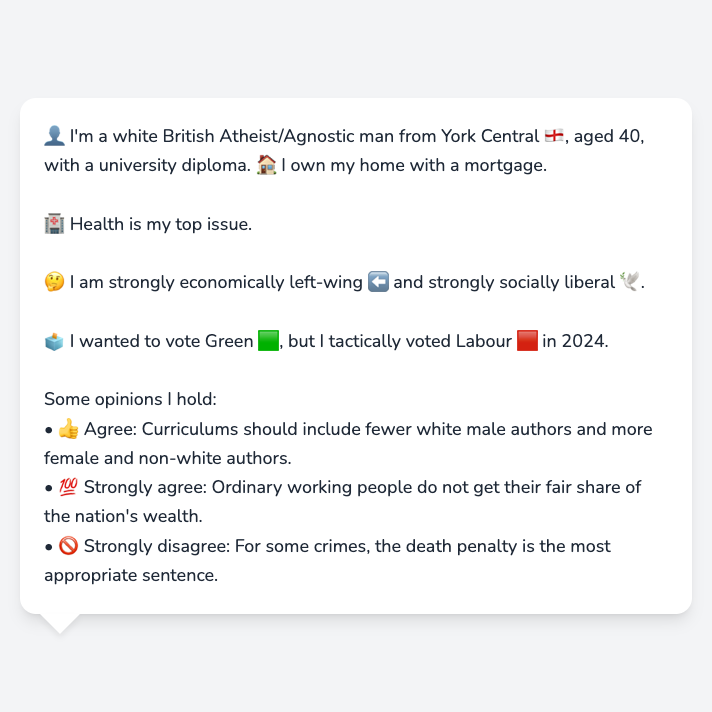 👤 I'm a white British Atheist/Agnostic man from York Central 🏴󠁧󠁢󠁥󠁮󠁧󠁿, aged 40,
with a university diploma. 🏠 I own my home with a mortgage.
🏥 Health is my top issue.
🤔 I am strongly economically left-wing ⬅️ and strongly socially liberal 🕊️.
🗳️ I wanted to vote Green 🟩, but I tactically voted Labour 🟥 in 2024.
Some opinions I hold:
• 👍 Agree: Curriculums should include fewer white male authors and more
female and non-white authors.
• 💯 Strongly agree: Ordinary working people do not get their fair share of
the nation's wealth.
• 🚫 Strongly disagree: For some crimes, the death penalty is the most
appropriate sentence.